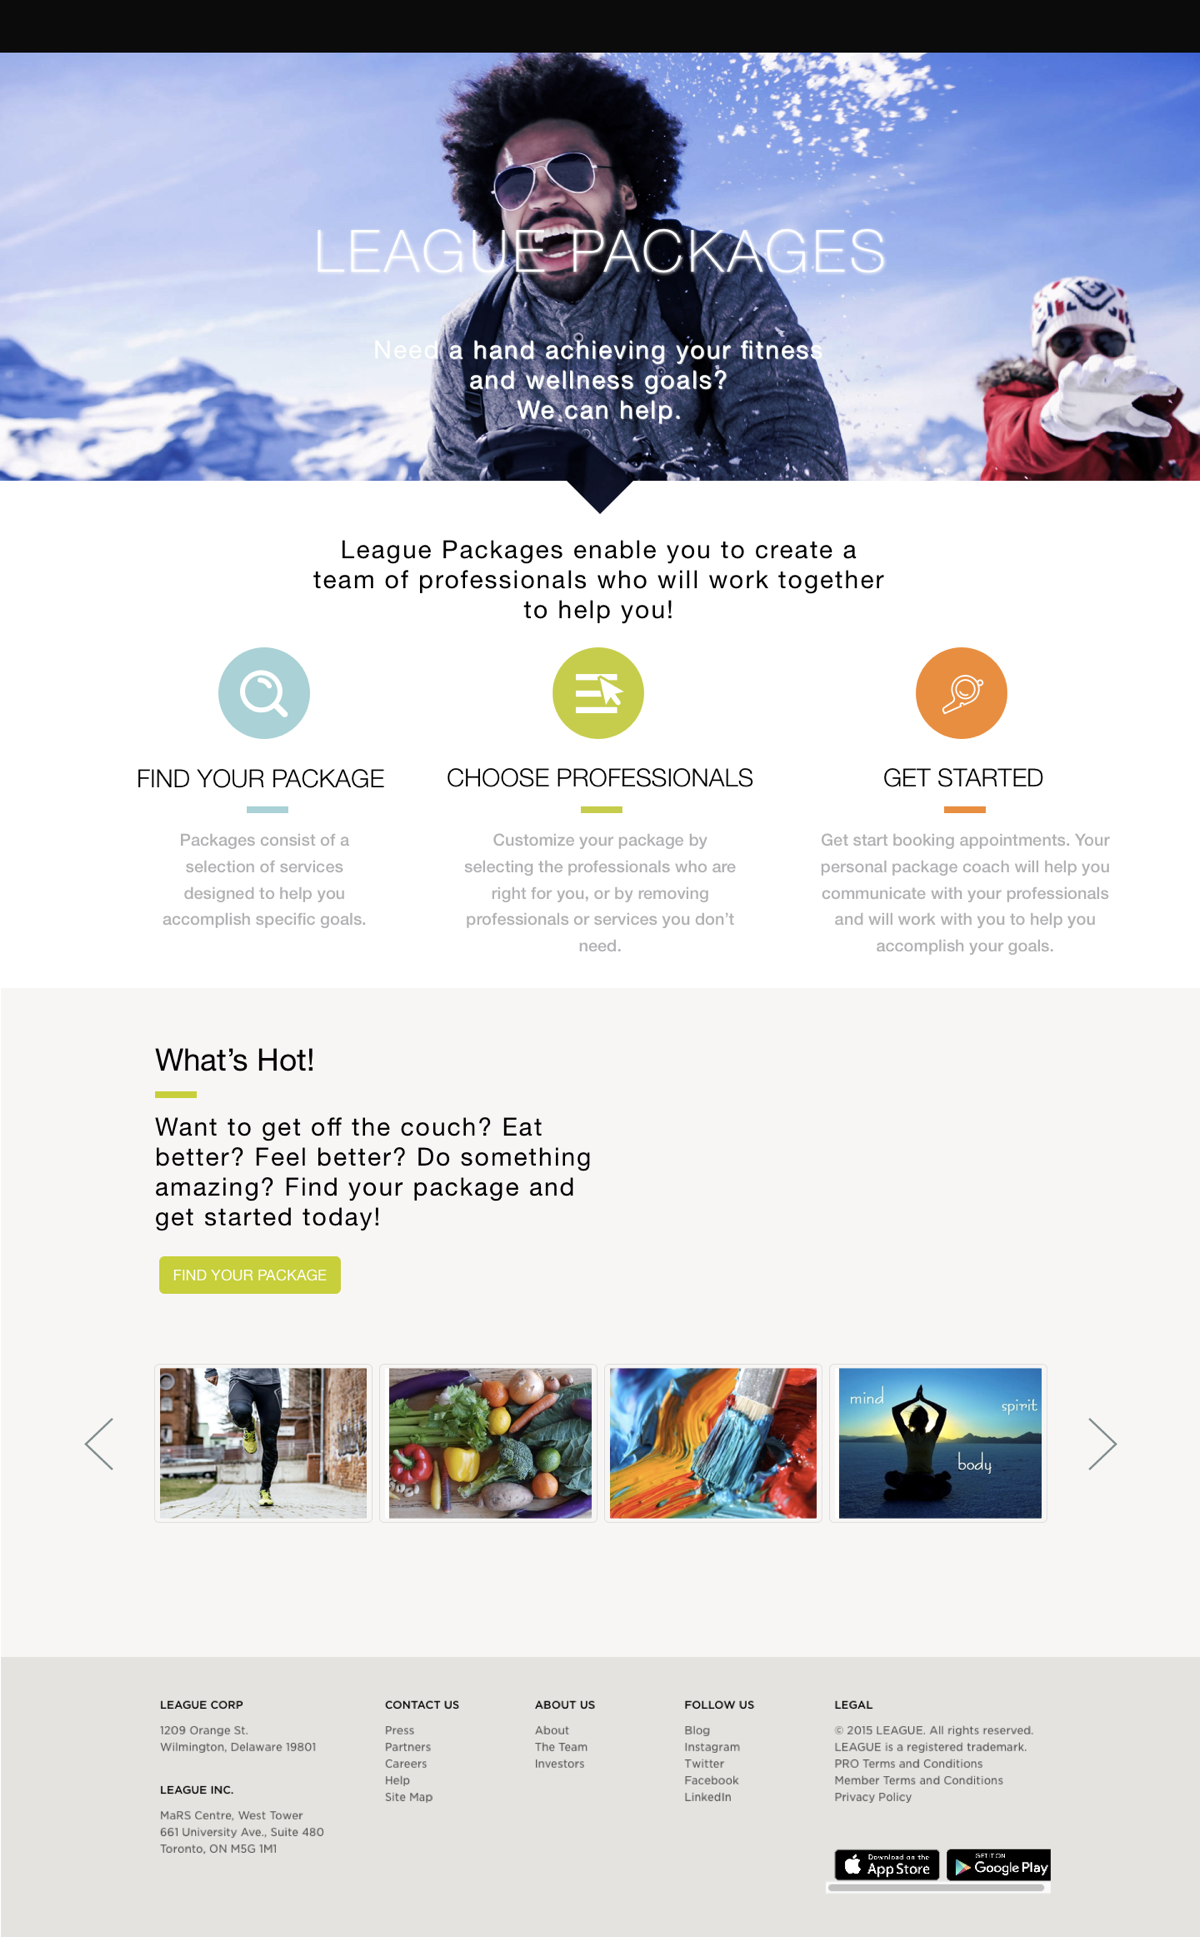 LEAGUE PACKAGES
Need a hand achieving your fitness
and wellness goals?
We can help.
League Packages enable you to create a
team of professionals who will work together
to help you!
FIND YOUR PACKAGE
Packages consist of a
selection of services
designed to help you
accomplish specific goals.
CHOOSE PROFESSIONALS
Customize your package by
selecting the professionals who are
right for you, or by removing
professionals or services you don’t
need.
GET STARTED
Get start booking appointments. Your
personal package coach will help you
communicate with your professionals
and will work with you to help you
accomplish your goals.
What’s Hot!
Want to get off the couch? Eat
better? Feel better? Do something
amazing? Find your package and
get started today!
FIND YOUR PACKAGE
mind
spirit
body
LEAGUE CORP
1209 Orange St.
Wilmington, Delaware 19801
LEAGUE INC.
MaRS Centre, West Tower
661 University Ave., Suite 480
Toronto, ON M5G 1M1
CONTACT US
Press
Partners
Careers
Help
Site Map
ABOUT US
About
The Team
Investors
FOLLOW US
Blog
Instagram
Twitter
Facebook
LinkedIn
LEGAL
© 2015 LEAGUE. All rights reserved.
LEAGUE is a registered trademark.
PRO Terms and Conditions
Member Terms and Conditions
Privacy Policy
Download on the
App Store
GET IT ON
Google Play